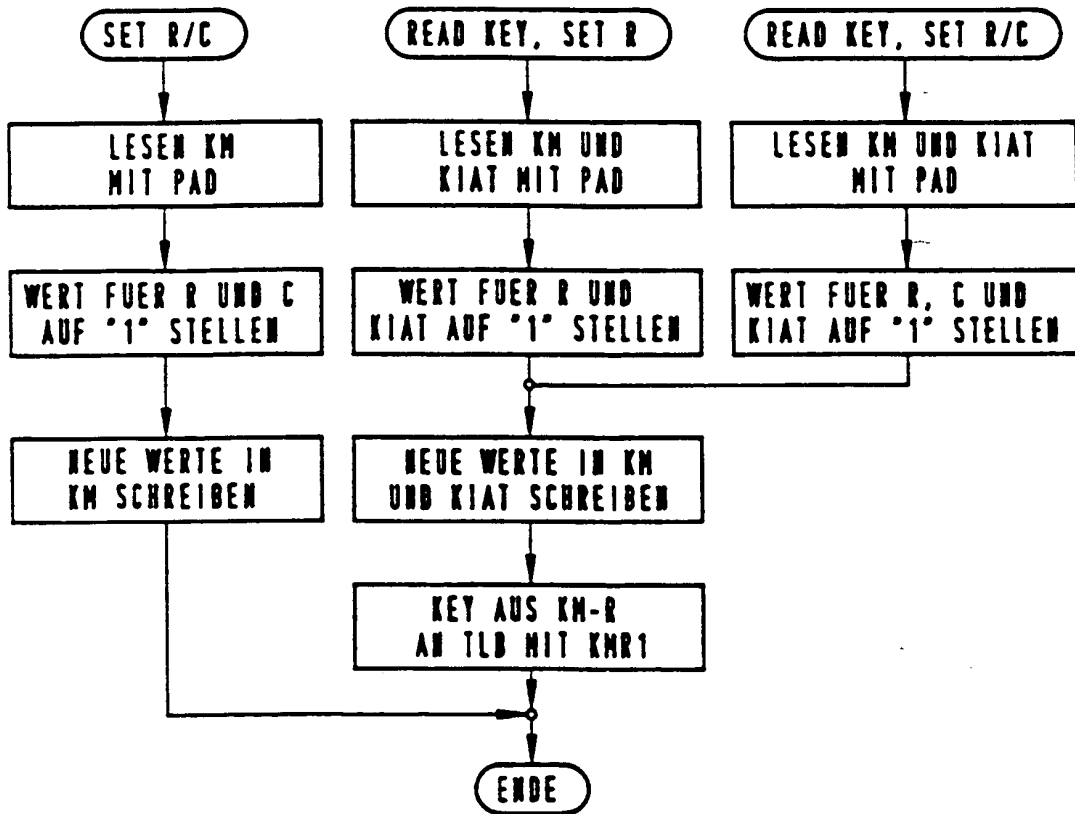 SET R/C
READ KEY, SET R
READ KEY, SET R/C
LESEN KM
MIT PAD
LESEN KM UND
KIAT MIT PAD
LESEN KM UND KIAT
MIT PAD
WERT FUER R UND C
AUF "1" STELLEN
WERT FUER R UND
KIAT AUF "1" STELLEN
WERT FUER R, C UND
KIAT AUF "1" STELLEN
NEUE WERTE IN
KM SCHREIBEN
NEUE WERTE IN KM
UND KIAT SCHREIBEN
KEY AUS KM-R
AN TLB MIT KMR1
ENDE